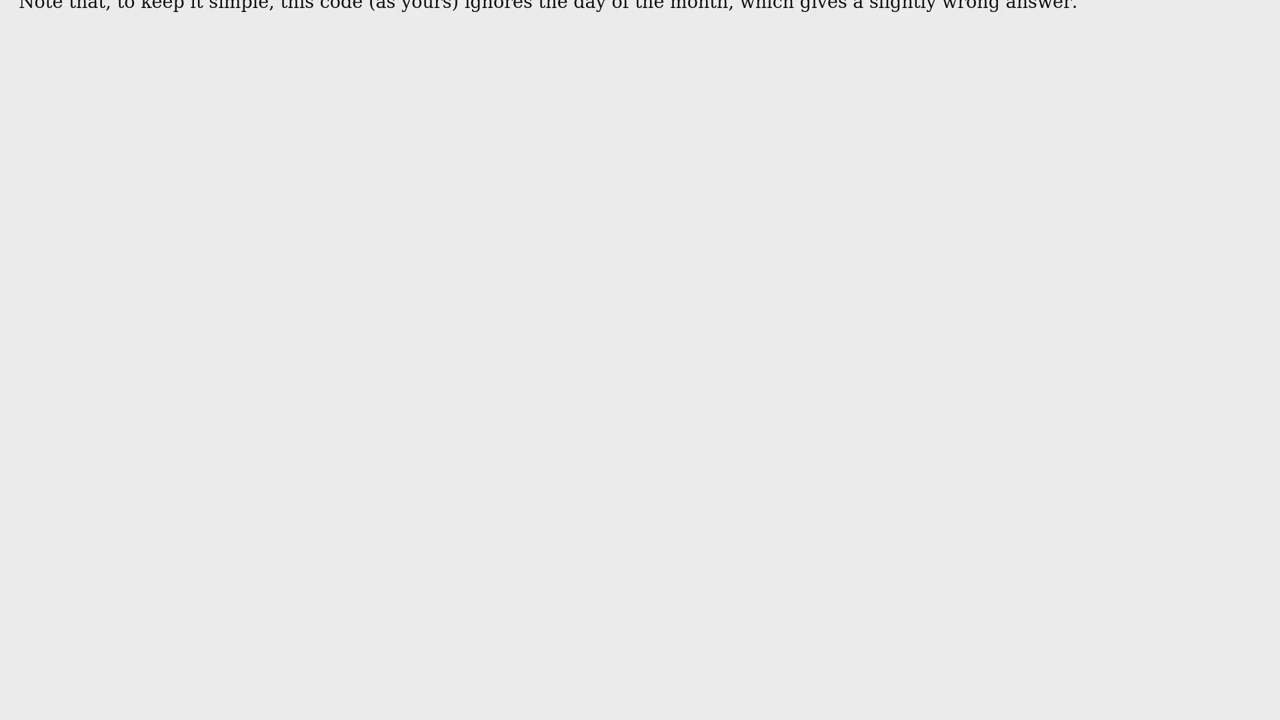 Note that, to keep it simple, this code (as yours) ignores the day of the month, which gives a slightly wrong answer.